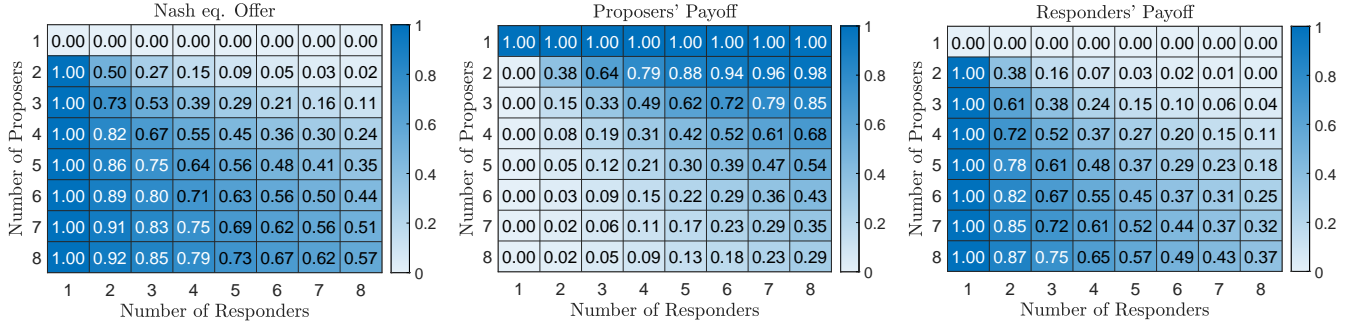 Nash eq. Offer
Number of Proposers
1 0.00 0.00 0.00 0.00 0.00 0.00 0.00 0.00
2 1.00 0.50 0.27 0.15 0.09 0.05 0.03 0.02
3 1.00 0.73 0.53 0.39 0.29 0.21 0.16 0.11
4 1.00 0.82 0.67 0.55 0.45 0.36 0.30 0.24
5 1.00 0.86 0.75 0.64 0.56 0.48 0.41 0.35
6 1.00 0.89 0.80 0.71 0.63 0.56 0.50 0.44
7 1.00 0.91 0.83 0.75 0.69 0.62 0.56 0.51
8 1.00 0.92 0.85 0.79 0.73 0.67 0.62 0.57
1 2 3 4 5 6 7 8
Number of Responders
1
0.8
0.6
0.4
0.2
0
Proposers' Payoff
Number of Proposers
1 1.00 1.00 1.00 1.00 1.00 1.00 1.00 1.00
2 0.00 0.38 0.64 0.79 0.88 0.94 0.96 0.98
3 0.00 0.15 0.33 0.49 0.62 0.72 0.79 0.85
4 0.00 0.08 0.19 0.31 0.42 0.52 0.61 0.68
5 0.00 0.05 0.12 0.21 0.30 0.39 0.47 0.54
6 0.00 0.03 0.09 0.15 0.22 0.29 0.36 0.43
7 0.00 0.02 0.06 0.11 0.17 0.23 0.29 0.35
8 0.00 0.02 0.05 0.09 0.13 0.18 0.23 0.29
1 2 3 4 5 6 7 8
Number of Responders
1
0.8
0.6
0.4
0.2
0
Responders' Payoff
Number of Proposers
1 0.00 0.00 0.00 0.00 0.00 0.00 0.00 0.00
2 1.00 0.38 0.16 0.07 0.03 0.02 0.01 0.00
3 1.00 0.61 0.38 0.24 0.15 0.10 0.06 0.04
4 1.00 0.72 0.52 0.37 0.27 0.20 0.15 0.11
5 1.00 0.78 0.61 0.48 0.37 0.29 0.23 0.18
6 1.00 0.82 0.67 0.55 0.45 0.37 0.31 0.25
7 1.00 0.85 0.72 0.61 0.52 0.44 0.37 0.32
8 1.00 0.87 0.75 0.65 0.57 0.49 0.43 0.37
1 2 3 4 5 6 7 8
Number of Responders
1
0.8
0.6
0.4
0.2
0